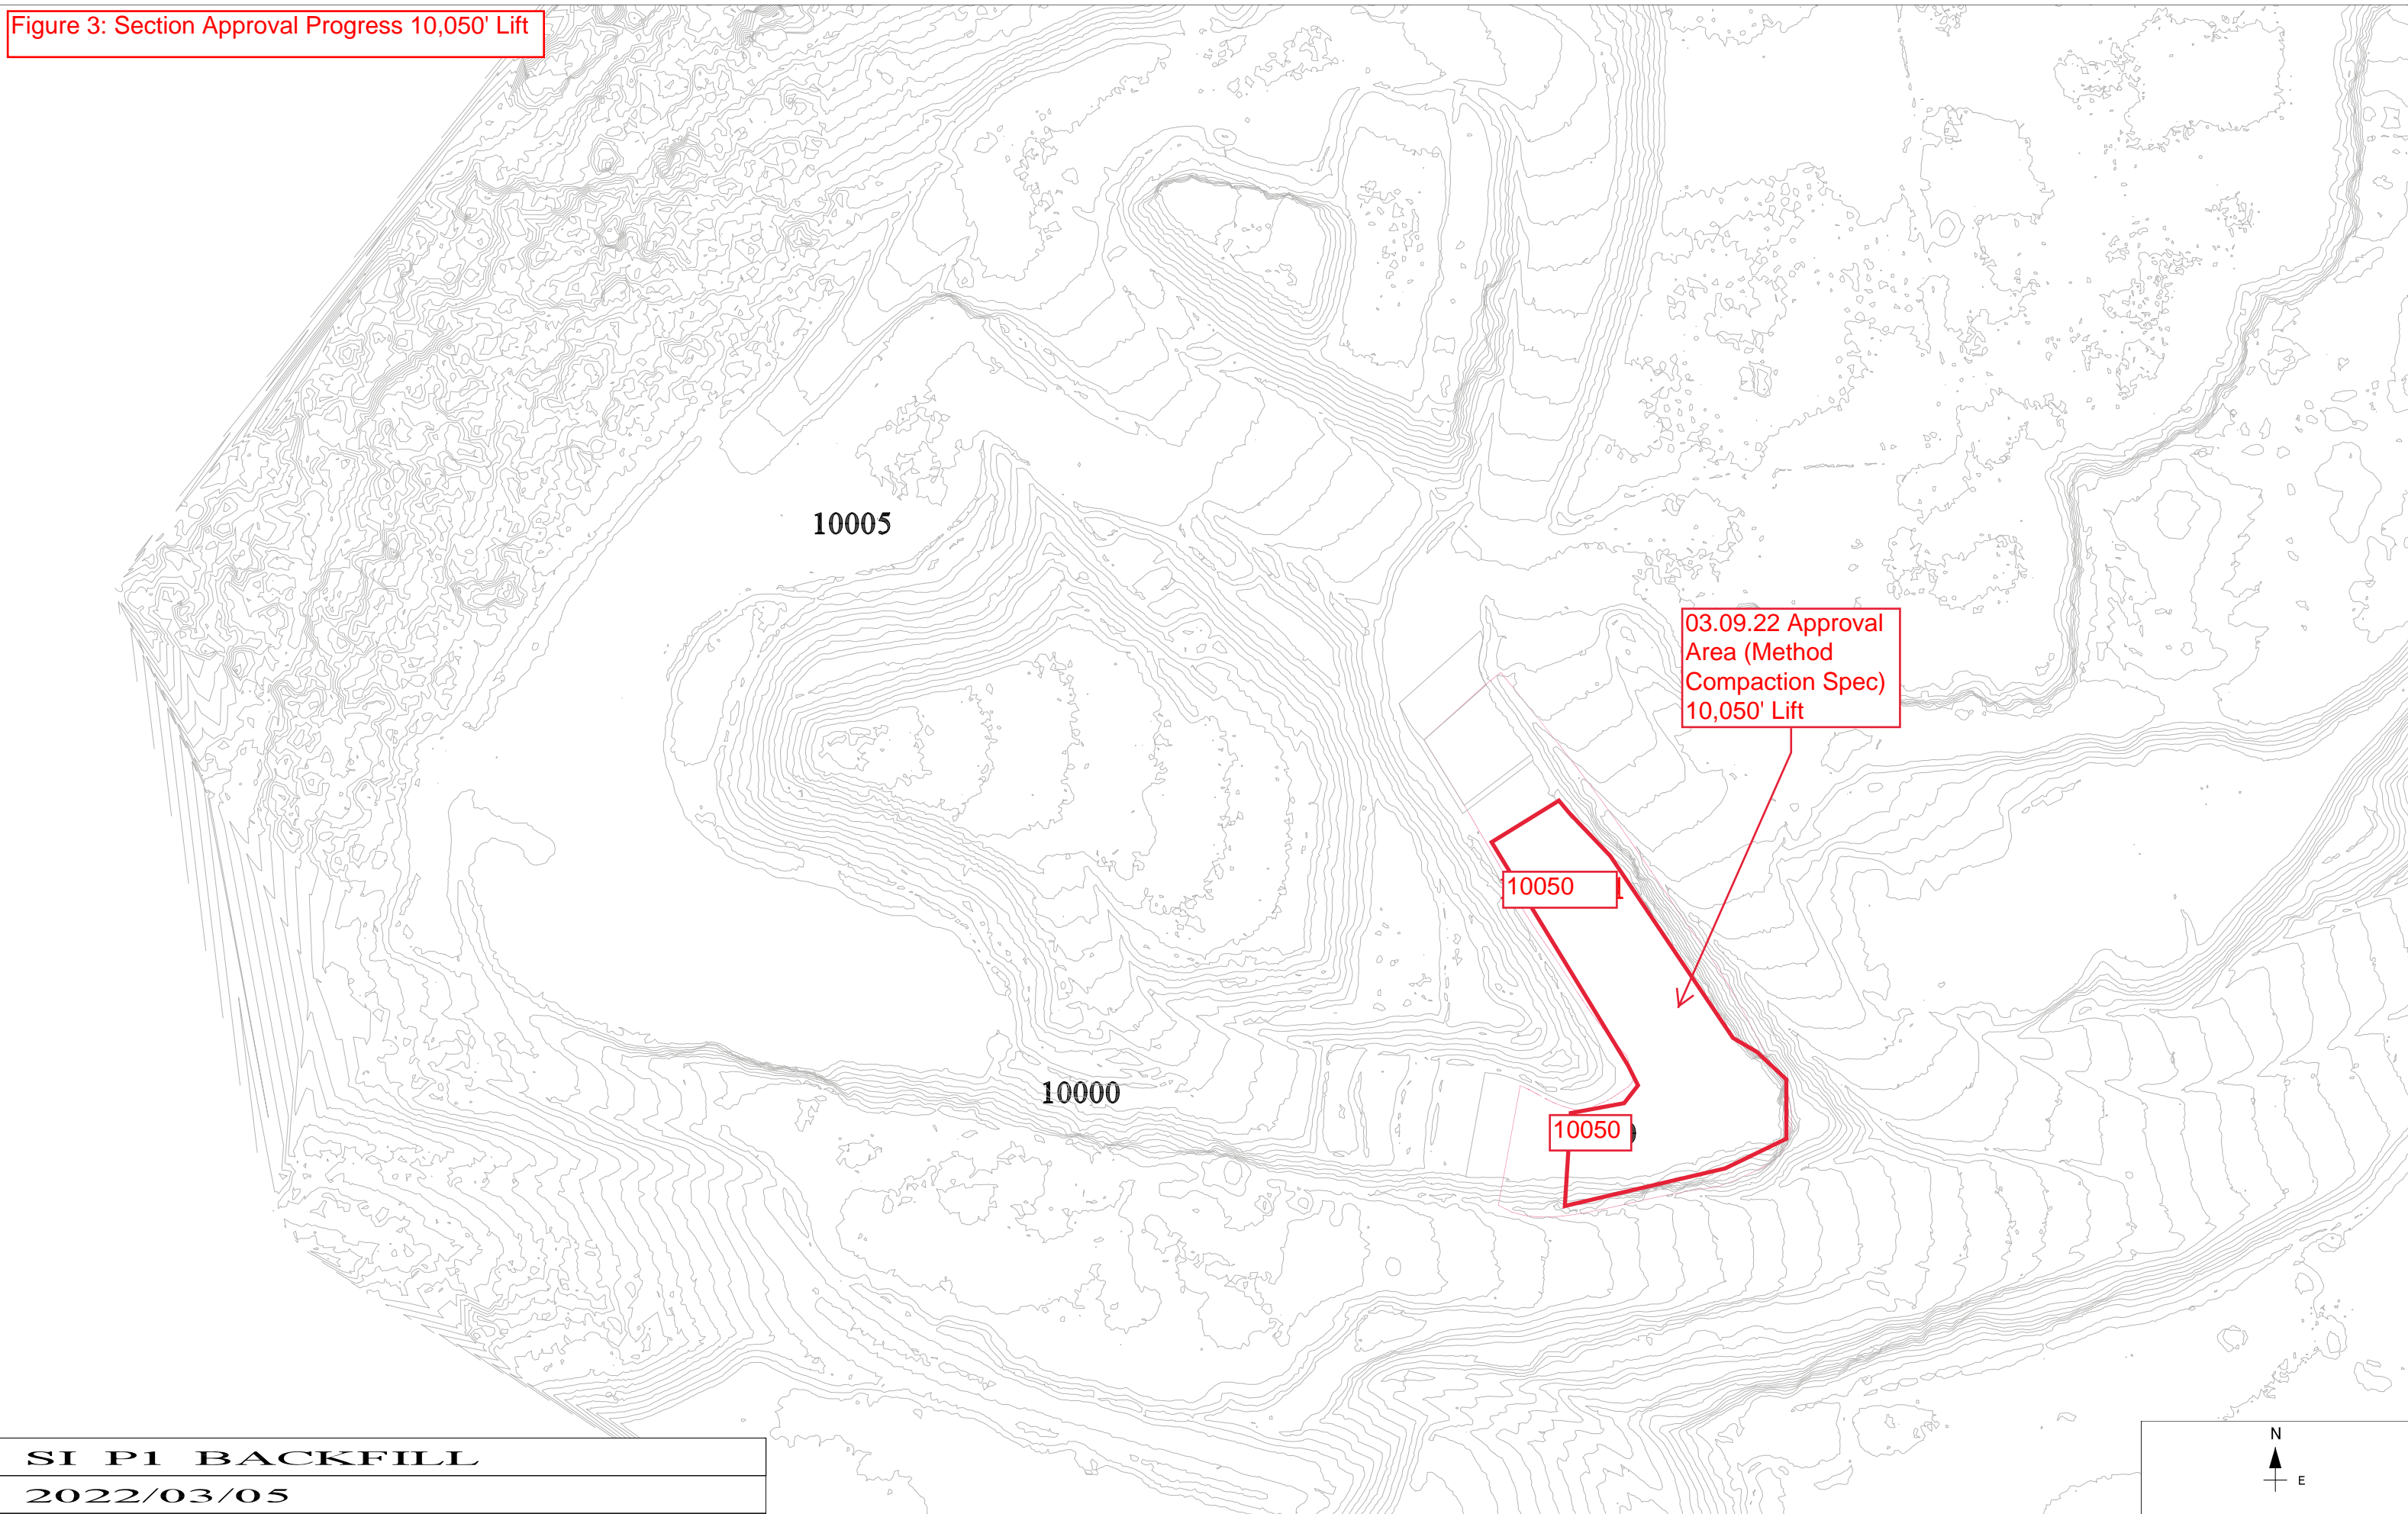 Figure 3: Section Approval Progress 10,050' Lift
10005
03.09.22 Approval
Area (Method
Compaction Spec)
10,050' Lift
10050
10000
10050
SI P1 BACKFILL
2022/03/05
N
E